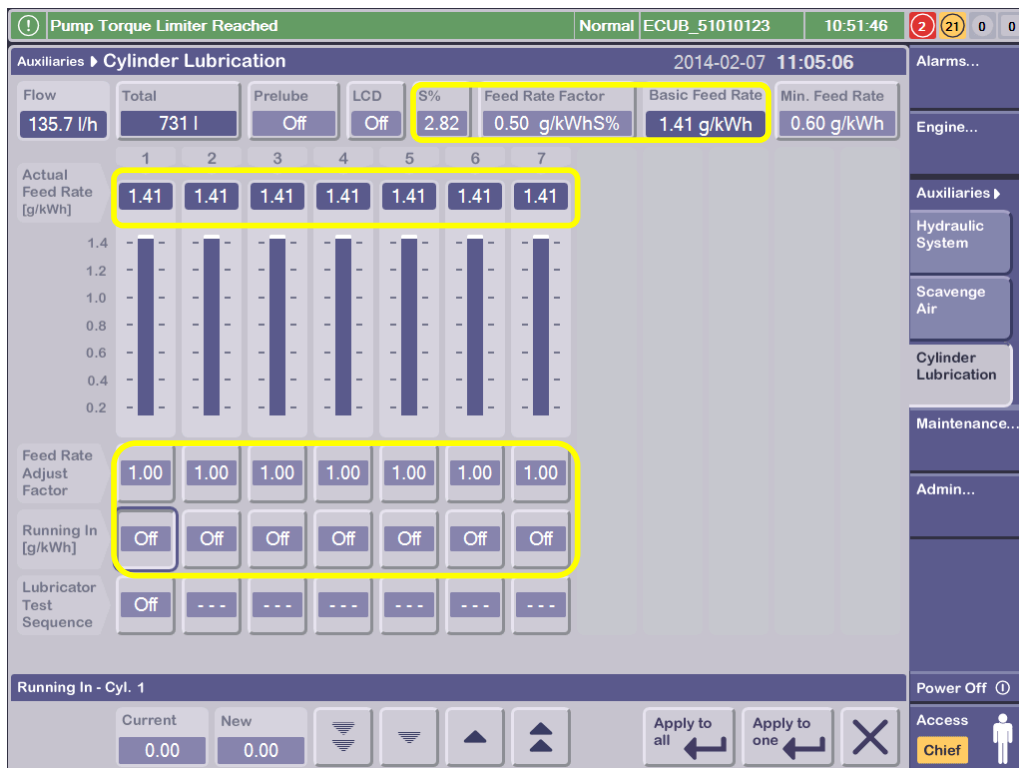 ! Pump Torque Limiter Reached Normal ECUB_51010123 10:51:46 2 21 0 0
Auxiliaries Cylinder Lubrication 2014-02-07 11:05:06
Flow Total Prelube LCD S% Feed Rate Factor Basic Feed Rate Min. Feed Rate
135.7 l/h 731 l Off Off 2.82 0.50 g/kWhS% 1.41 g/kWh 0.60 g/kWh
1 2 3 4 5 6 7
Actual
Feed Rate
[g/kWh]
1.41 1.41 1.41 1.41 1.41 1.41 1.41
1.4
1.2
1.0
0.8
0.6
0.4
0.2
Feed Rate
Adjust
Factor
1.00 1.00 1.00 1.00 1.00 1.00 1.00
Running In
[g/kWh]
Off Off Off Off Off Off Off
Lubricator
Test
Sequence
Off - - - - - - - - - - - - - - - - - -
Running In - Cyl. 1
Current New
0.00 0.00
Apply to
all
Apply to
one
Alarms...
Engine...
Auxiliaries
Hydraulic
System
Scavenge
Air
Cylinder
Lubrication
Maintenance...
Admin...
Power Off
Access
Chief